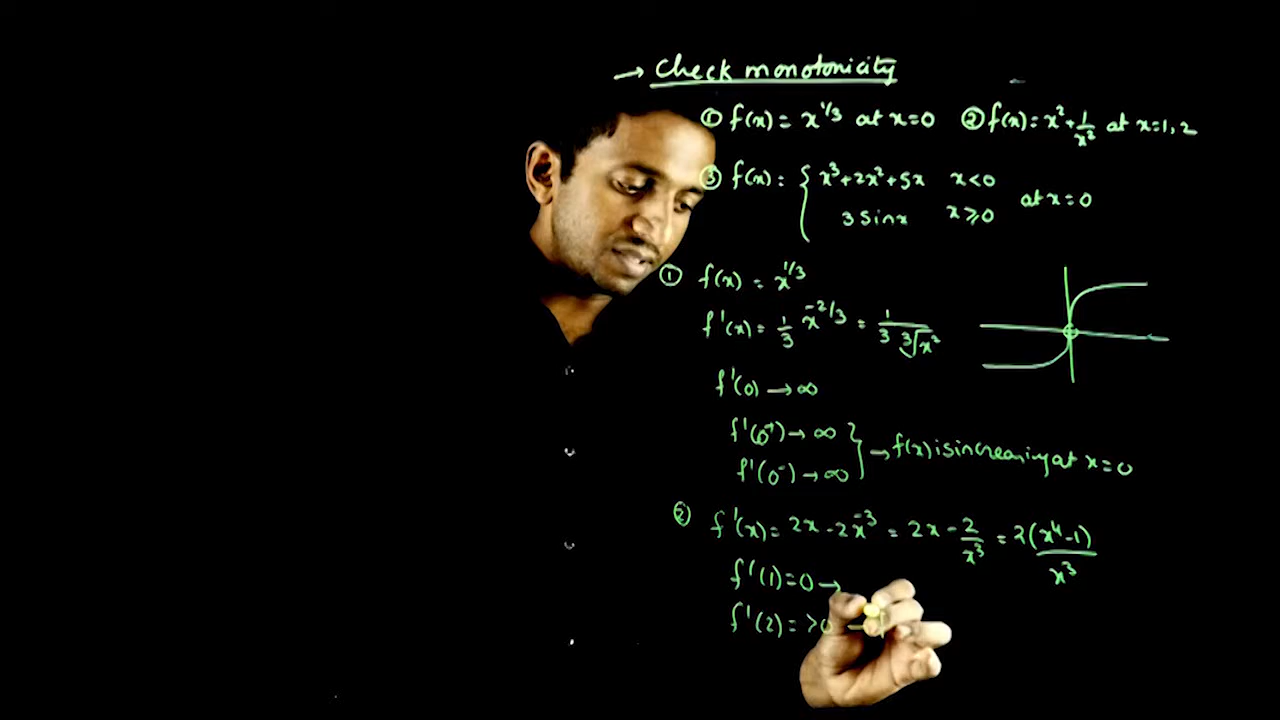 → Check monotonicity
① f(x) = x^1/3 at x=0 ② f(x) = x² + 1/x² at x=1, 2
③ f(x) = { x³+2x²+5x x<0
3 Sin x x⩾0 at x=0
① f(x) = x^1/3
f'(x) = 1/3 x^-2/3 = 1/(3 ∛x²)
f'(0) → ∞
f'(0⁺) → ∞
f'(0⁻) → ∞ } → f(x) is increasing at x=0
② f'(x) = 2x - 2x⁻³ = 2x - 2/x³ = 2(x⁴-1)/x³
f'(1) = 0 →
f'(2) = >0 →